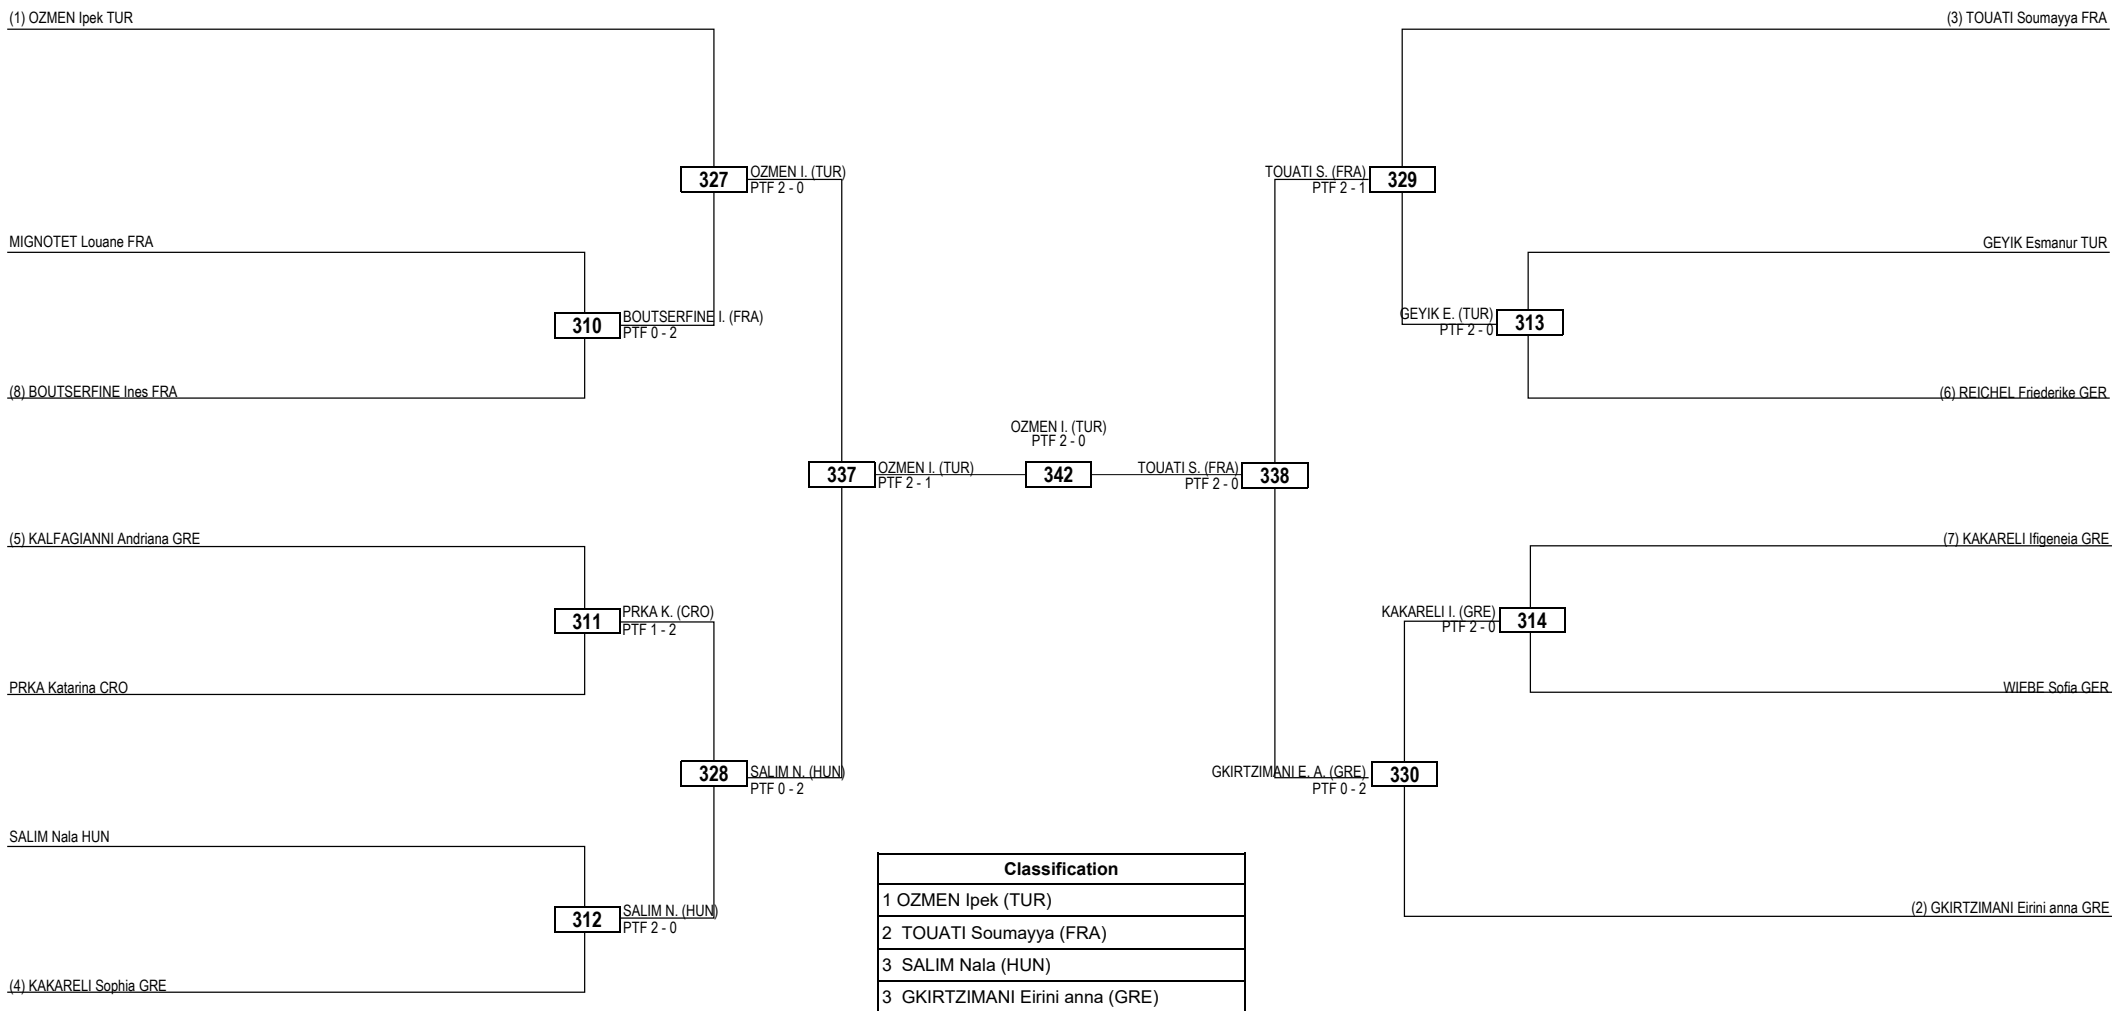 (1) OZMEN Ipek TUR
(3) TOUATI Soumayya FRA
327
OZMEN I. (TUR)
PTF 2 - 0
TOUATI S. (FRA)
PTF 2 - 1
329
MIGNOTET Louane FRA
GEYIK Esmanur TUR
310
BOUTSERFINE I. (FRA)
PTF 0 - 2
GEYIK E. (TUR)
PTF 2 - 0
313
(8) BOUTSERFINE Ines FRA
(6) REICHEL Friederike GER
OZMEN I. (TUR)
PTF 2 - 0
337
OZMEN I. (TUR)
PTF 2 - 1
342
TOUATI S. (FRA)
PTF 2 - 0
338
(5) KALFAGIANNI Andriana GRE
(7) KAKARELI Ifigeneia GRE
311
PRKA K. (CRO)
PTF 1 - 2
KAKARELI I. (GRE)
PTF 2 - 0
314
PRKA Katarina CRO
WIEBE Sofia GER
328
SALIM N. (HUN)
PTF 0 - 2
GKIRTZIMANI E. A. (GRE)
PTF 0 - 2
330
SALIM Nala HUN
312
SALIM N. (HUN)
PTF 2 - 0
(2) GKIRTZIMANI Eirini anna GRE
(4) KAKARELI Sophia GRE
Classification
1 OZMEN Ipek (TUR)
2 TOUATI Soumayya (FRA)
3 SALIM Nala (HUN)
3 GKIRTZIMANI Eirini anna (GRE)